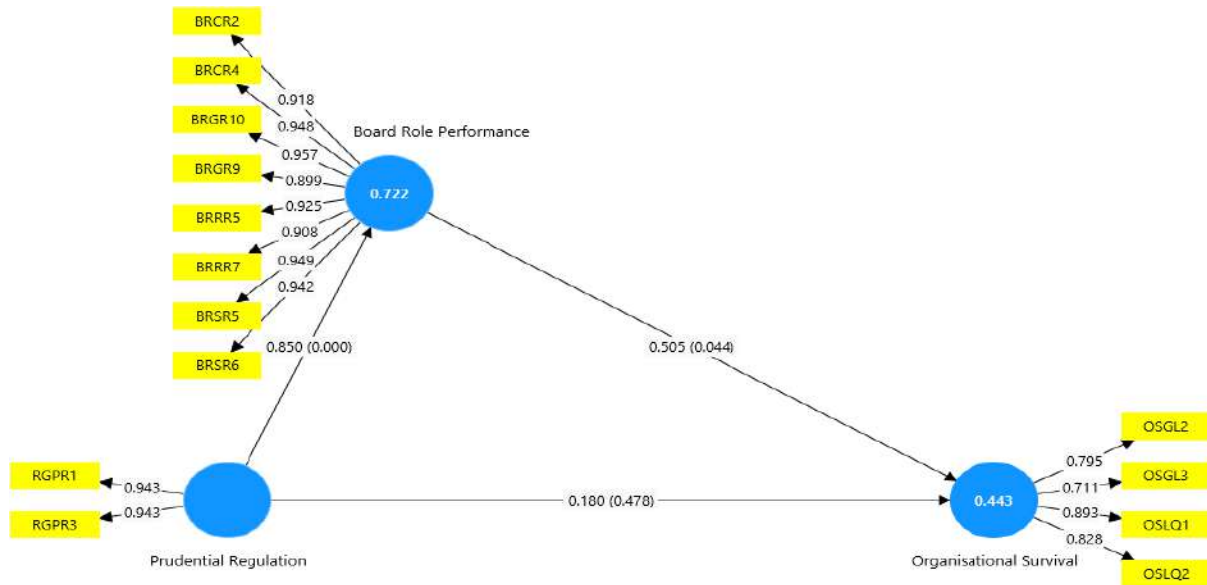 BRCR2
BRCR4
BRGR10
BRGR9
BRRR5
BRRR7
BRSR5
BRSR6
0.918
0.948
0.957
0.899
0.925
0.908
0.949
0.942
Board Role Performance
0.722
0.850 (0.000)
0.505 (0.044)
RGPR1
RGPR3
0.943
0.943
Prudential Regulation
0.180 (0.478)
0.443
Organisational Survival
0.795
0.711
0.893
0.828
OSGL2
OSGL3
OSLQ1
OSLQ2